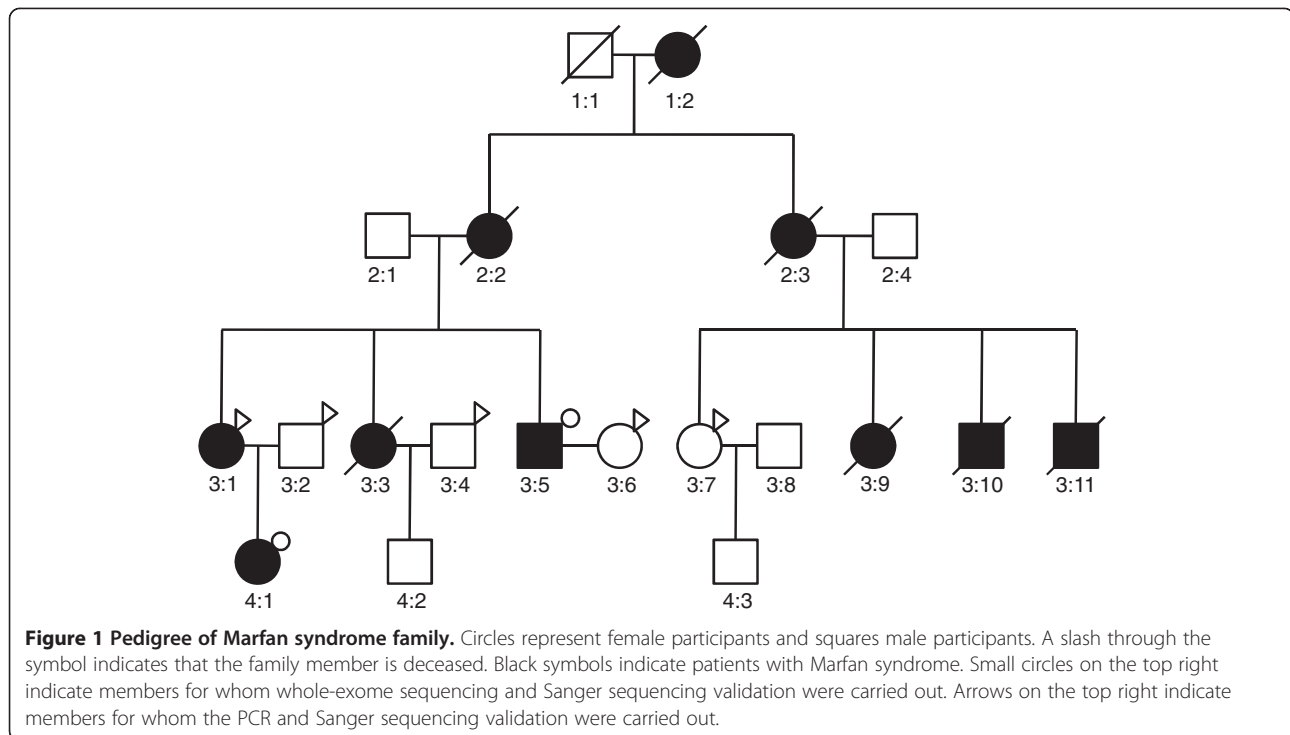 1:1 1:2
2:1 2:2 2:3 2:4
3:1 3:2 3:3 3:4 3:5 3:6 3:7 3:8 3:9 3:10 3:11
4:1 4:2 4:3
Figure 1 Pedigree of Marfan syndrome family. Circles represent female participants and squares male participants. A slash through the
symbol indicates that the family member is deceased. Black symbols indicate patients with Marfan syndrome. Small circles on the top right
indicate members for whom whole-exome sequencing and Sanger sequencing validation were carried out. Arrows on the top right indicate
members for whom the PCR and Sanger sequencing validation were carried out.